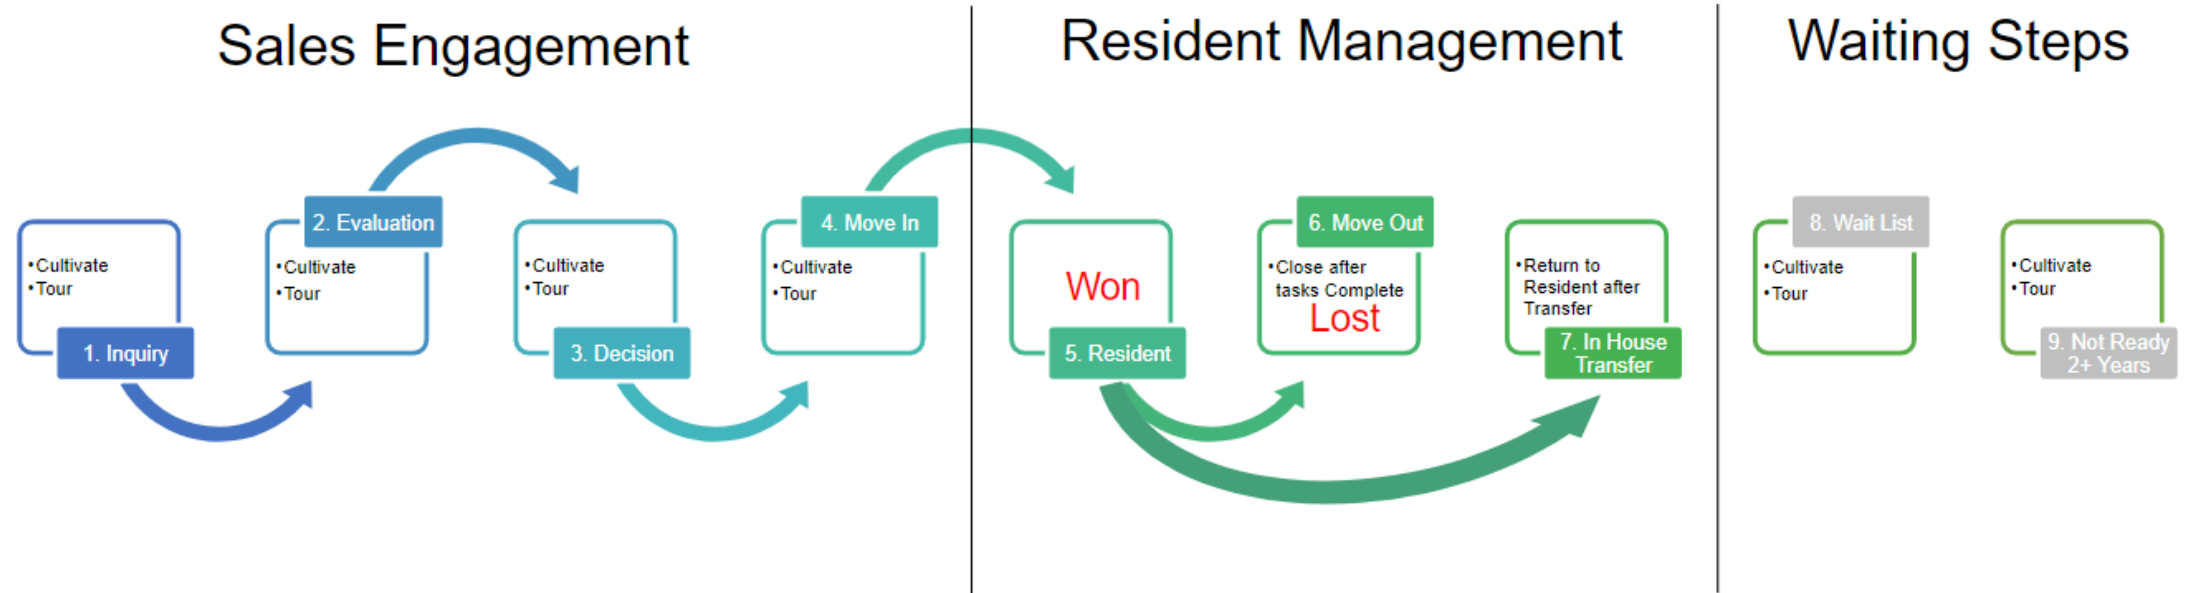 Sales Engagement
Resident Management
Waiting Steps
•Cultivate
•Tour
1. Inquiry
2. Evaluation
•Cultivate
•Tour
•Cultivate
•Tour
3. Decision
4. Move In
•Cultivate
•Tour
Won
5. Resident
6. Move Out
•Close after
tasks Complete
Lost
•Return to
Resident after
Transfer
7. In House
Transfer
8. Wait List
•Cultivate
•Tour
•Cultivate
•Tour
9. Not Ready
2+ Years